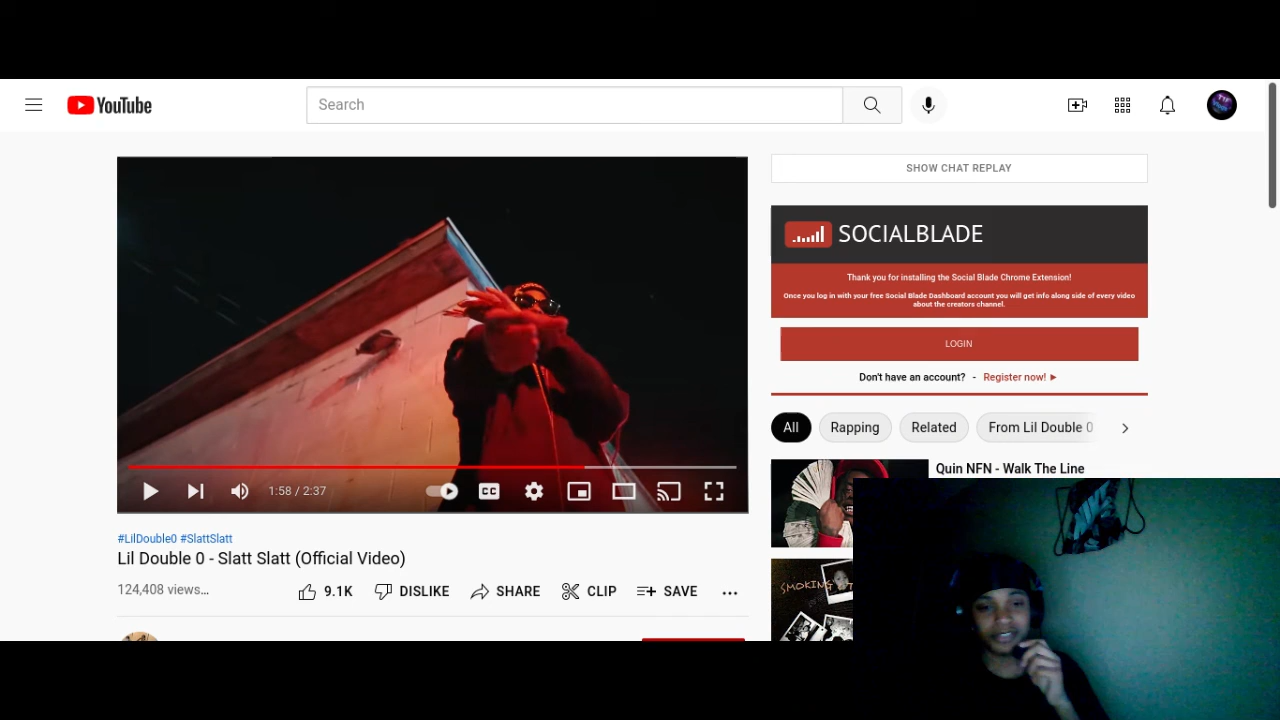 YouTube
Search
SHOW CHAT REPLAY
SOCIALBLADE
Thank you for installing the Social Blade Chrome Extension!
Once you log in with your free Social Blade Dashboard account you will get info along side of every video
about the creators channel.
LOGIN
Don't have an account? - Register now! ►
All
Rapping
Related
From Lil Double 0
Quin NFN - Walk The Line
SMOKING
1:58 / 2:37
CC
#LilDouble0 #SlattSlatt
Lil Double 0 - Slatt Slatt (Official Video)
124,408 views...
9.1K
DISLIKE
SHARE
CLIP
SAVE